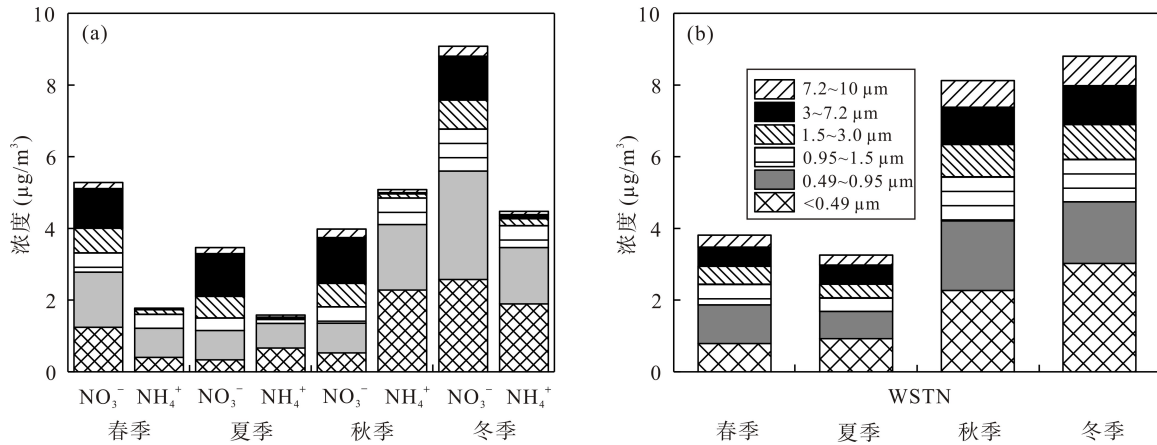 (a)
浓度 (μg/m³)
10
8
6
4
2
0
NO₃⁻ NH₄⁺ NO₃⁻ NH₄⁺ NO₃⁻ NH₄⁺ NO₃⁻ NH₄⁺
春季 夏季 秋季 冬季
(b)
浓度 (μg/m³)
10
8
6
4
2
0
7.2~10 μm
3~7.2 μm
1.5~3.0 μm
0.95~1.5 μm
0.49~0.95 μm
<0.49 μm
WSTN
春季 夏季 秋季 冬季